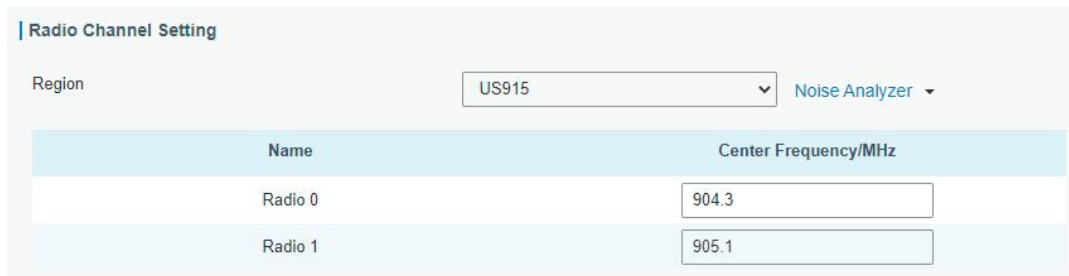 Radio Channel Setting
Region US915 Noise Analyzer
Name Center Frequency/MHz
Radio 0 904.3
Radio 1 905.1